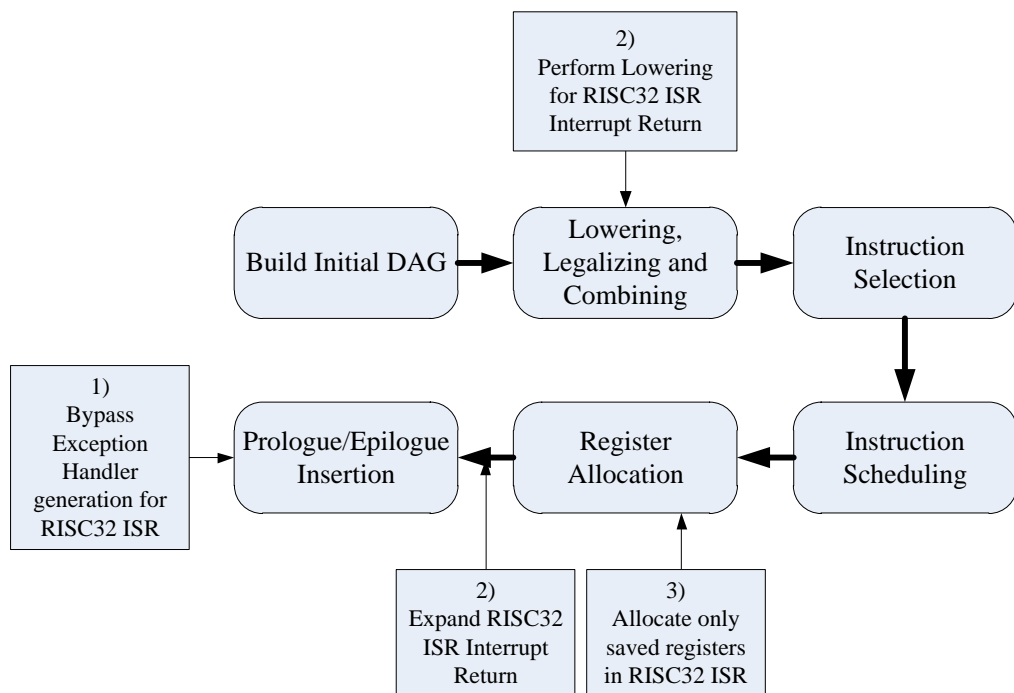 2)
Perform Lowering
for RISC32 ISR
Interrupt Return
Build Initial DAG
Lowering,
Legalizing and
Combining
Instruction
Selection
1)
Bypass
Exception
Handler
generation for
RISC32 ISR
Prologue/Epilogue
Insertion
Register
Allocation
Instruction
Scheduling
2)
Expand RISC32
ISR Interrupt
Return
3)
Allocate only
saved registers
in RISC32 ISR